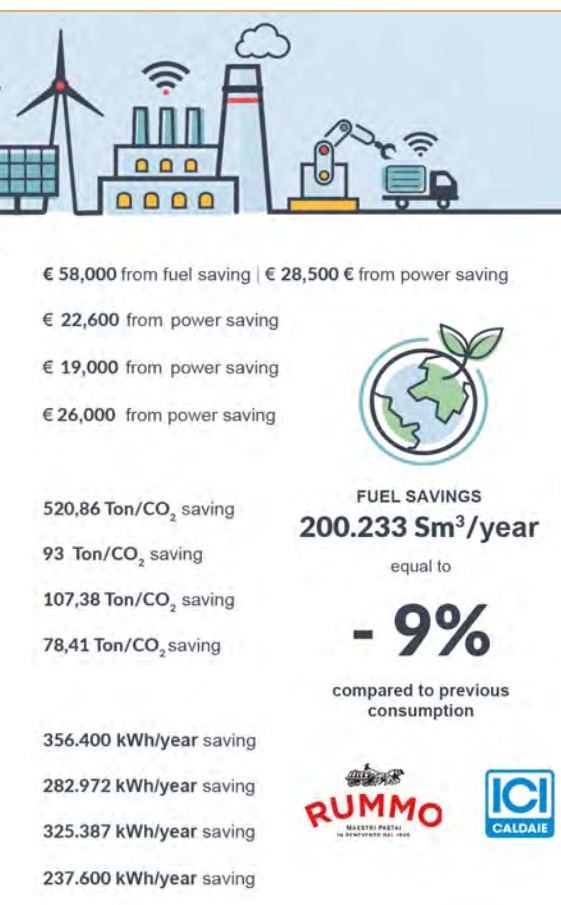 € 58,000 from fuel saving | € 28,500 € from power saving
€ 22,600 from power saving
€ 19,000 from power saving
€ 26,000 from power saving
520,86 Ton/CO₂ saving
93 Ton/CO₂ saving
107,38 Ton/CO₂ saving
78,41 Ton/CO₂ saving
356.400 kWh/year saving
282.972 kWh/year saving
325.387 kWh/year saving
237.600 kWh/year saving
FUEL SAVINGS
200.233 Sm³/year
equal to
- 9%
compared to previous
consumption
RUMMO
MAESTRI PASTAI
IN BENEVENTO DAL 1846
ICI
CALDAIE